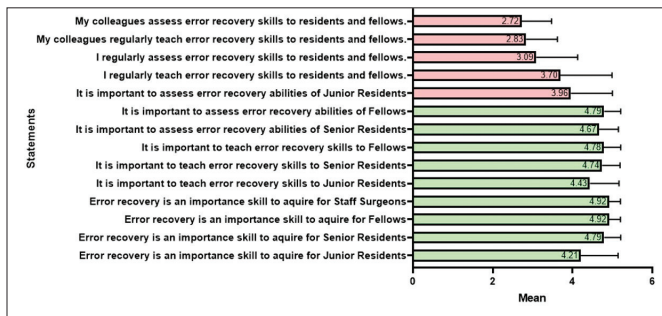 My colleagues assess error recovery skills to residents and fellows.
2.72
My colleagues regularly teach error recovery skills to residents and fellows.
2.83
I regularly assess error recovery skills to residents and fellows.
3.09
I regularly teach error recovery skills to residents and fellows.
3.70
It is important to assess error recovery abilities of Junior Residents
3.96
It is important to assess error recovery abilities of Fellows
4.79
It is important to assess error recovery abilities of Senior Residents
4.67
It is important to teach error recovery skills to Fellows
4.78
It is important to teach error recovery skills to Senior Residents
4.74
It is important to teach error recovery skills to Junior Residents
4.43
Error recovery is an importance skill to aquire for Staff Surgeons
4.92
Error recovery is an importance skill to aquire for Fellows
4.92
Error recovery is an importance skill to aquire for Senior Residents
4.79
Error recovery is an importance skill to aquire for Junior Residents
4.21
Statements
0 2 4 6
Mean